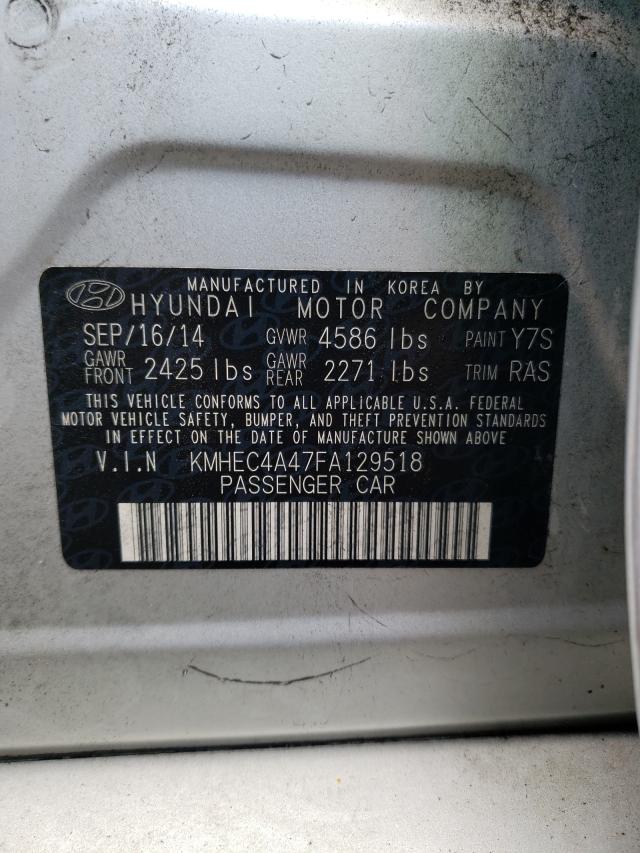 MANUFACTURED IN KOREA BY
HYUNDAI MOTOR COMPANY
SEP/16/14 GVWR 4586 lbs PAINT Y7S
GAWR FRONT 2425 lbs GAWR REAR 2271 lbs TRIM RAS
THIS VEHICLE CONFORMS TO ALL APPLICABLE U.S.A. FEDERAL
MOTOR VEHICLE SAFETY, BUMPER, AND THEFT PREVENTION STANDARDS
IN EFFECT ON THE DATE OF MANUFACTURE SHOWN ABOVE.
V.I.N KMHEC4A47FA129518
PASSENGER CAR